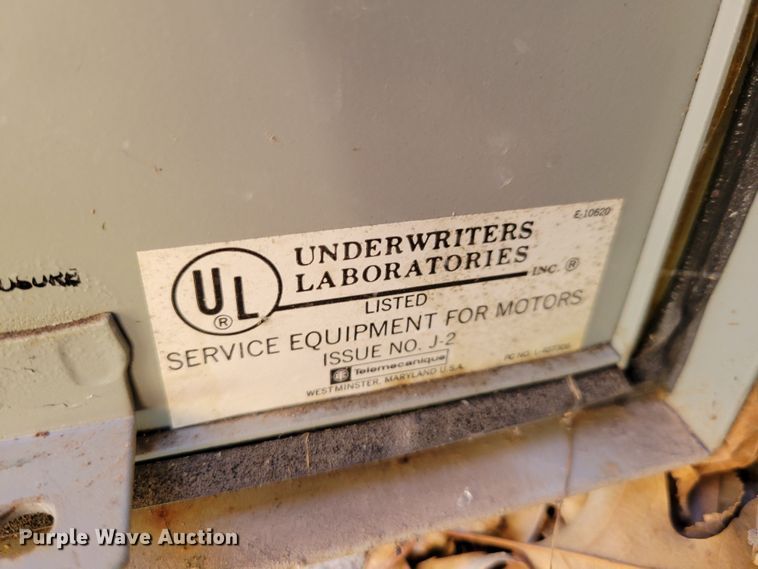 E-10620
UL
®
UNDERWRITERS
LABORATORIES
INC. ®
LISTED
SERVICE EQUIPMENT FOR MOTORS
ISSUE NO. J-2
Telemecanique
WESTMINSTER, MARYLAND U.S.A.
Purple Wave Auction